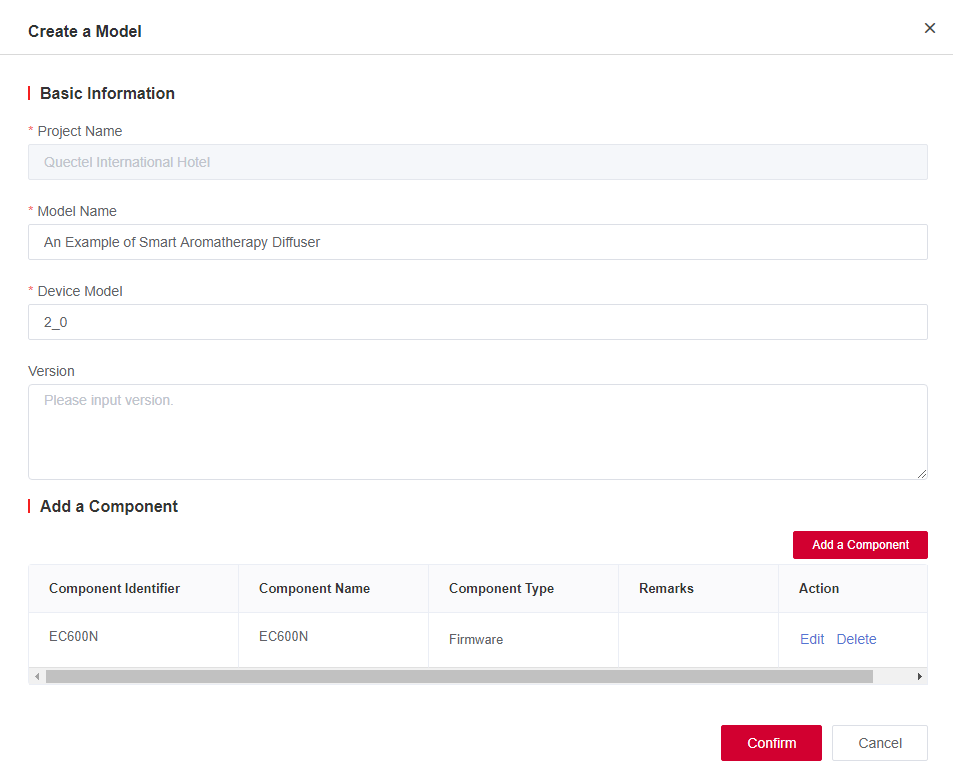 Create a Model
Basic Information
* Project Name
Quectel International Hotel
* Model Name
An Example of Smart Aromatherapy Diffuser
* Device Model
2_0
Version
Please input version.
Add a Component
Add a Component
Component Identifier Component Name Component Type Remarks Action
EC600N EC600N Firmware Edit Delete
Confirm Cancel